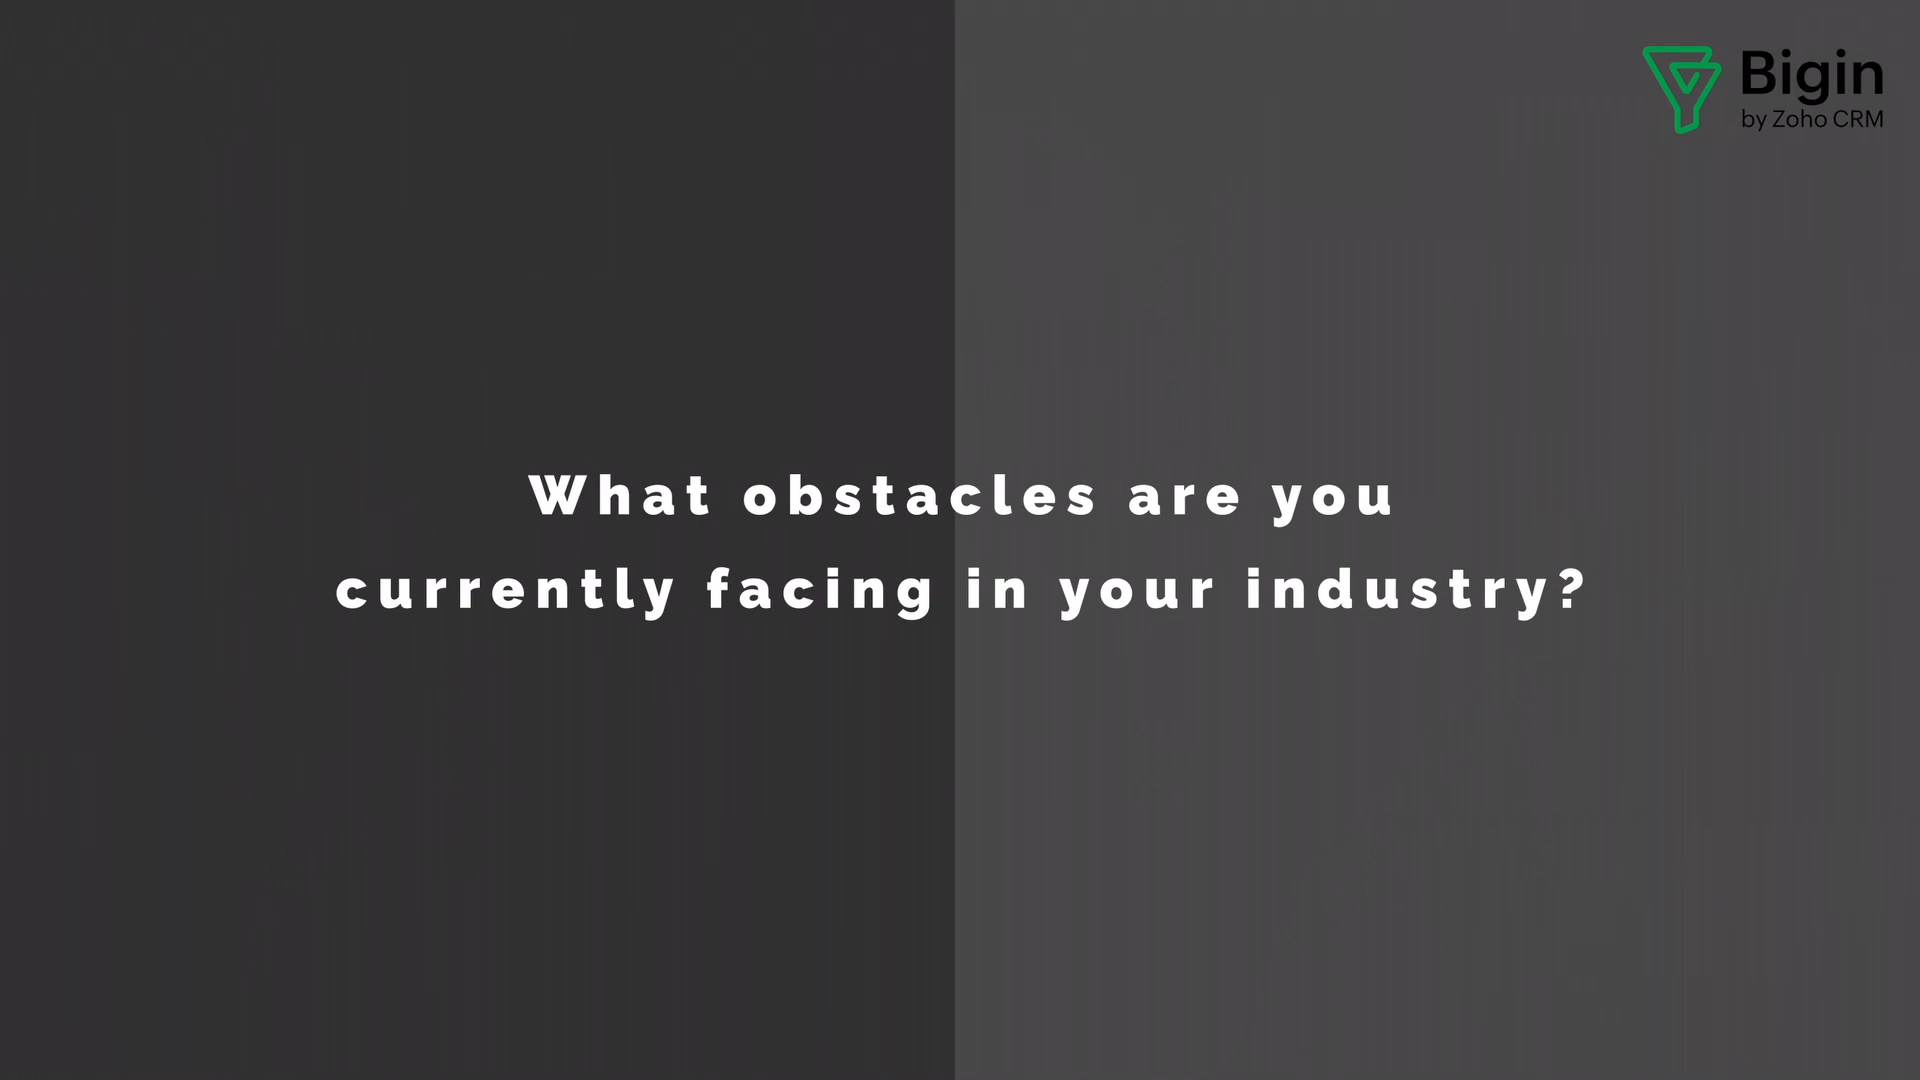 Bigin
by Zoho CRM
What obstacles are you
currently facing in your industry?